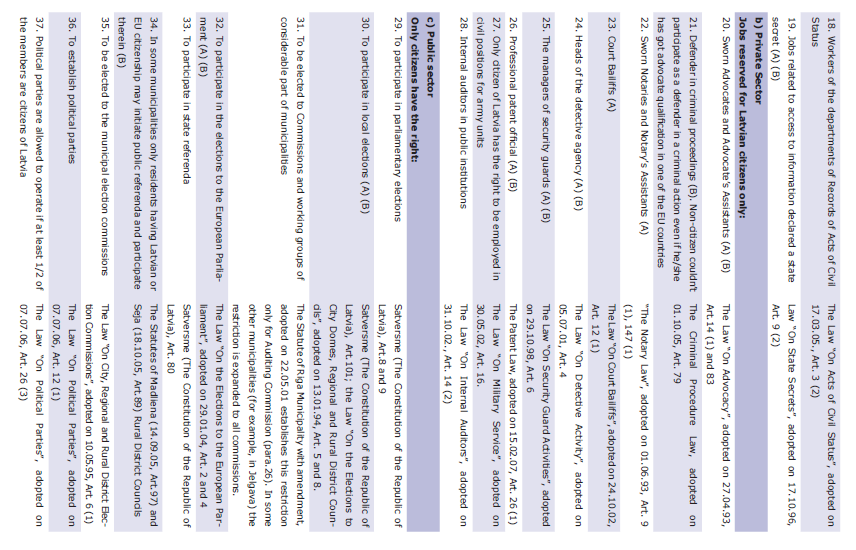 18. Workers of the departments of Records of Acts of Civil
Status
The Law "On Acts of Civil Status", adopted on
17.03.05., Art. 3 (2)
19. Jobs related to access to information declared a state
secret (A) (B)
Law "On State Secrets", adopted on 17.10.96,
Art. 9 (2)
b) Private Sector
Jobs reserved for Latvian citizens only:
20. Sworn Advocates and Advocate's Assistants (A) (B)
The Law "On Advocacy", adopted on 27.04.93,
Art.14 (1) and 83
21. Defender in criminal proceedings (B). Non-citizen couldn't
participate as a defender in a criminal action even if he/she
has got advocate qualification in one of the EU countries
The Criminal Procedure Law, adopted on
01.10.05, Art. 79
22. Sworn Notaries and Notary's Assistants (A)
"The Notary Law", adopted on 01.06.93, Art. 9
(1), 147 (1)
23. Court Bailiffs (A)
The Law "On Court Bailiffs", adopted on 24.10.02,
Art. 12 (1)
24. Heads of the detective agency (A) (B)
The Law "On Detective Activity", adopted on
05.07.01, Art. 4
25. The managers of security guards (A) (B)
The Law "On Security Guard Activities", adopted
on 29.10.98, Art. 6
26. Professional patent official (A) (B)
The Patent Law, adopted on 15.02.07, Art. 26 (1)
27. Only citizen of Latvia has the right to be employed in
civil positions for army units
The Law "On Military Service", adopted on
30.05.02, Art. 16.
28. Internal auditors in public institutions
The Law "On Internal Auditors", adopted on
31.10.02., Art. 14 (2)
c) Public sector
Only citizens have the right:
29. To participate in parliamentary elections
Satversme (The Constitution of the Republic of
Latvia), Art.8 and 9
30. To participate in local elections (A) (B)
Satversme (The Constitution of the Republic of
Latvia), Art.101; the Law "On the Elections to
City Domes, Regional and Rural District Coun-
cils", adopted on 13.01.94, Art. 5 and 8.
31. To be elected to Commissions and working groups of
considerable part of municipalities
The Statute of Riga Municipality with amendment,
adopted on 22.05.01 establishes this restriction
only for Auditing Commission (para.26). In some
other municipalities (for example, in Jelgava) the
restriction is expanded to all commissions.
32. To participate in the elections to the European Parlia-
ment (A) (B)
The Law "On the Elections to the European Par-
liament", adopted on 29.01.04, Art. 2 and 4
33. To participate in state referenda
Satversme (The Constitution of the Republic of
Latvia), Art. 80
34. In some municipalities only residents having Latvian or
EU citizenship may initiate public referenda and participate
therein (B)
The Statutes of Madliena (14.09.05, Art.97) and
Seja (18.10.05, Art.89) Rural District Councils
35. To be elected to the municipal election commissions
The Law "On City, Regional and Rural District Elec-
tion Commissions", adopted on 10.05.95, Art. 6 (1)
36. To establish political parties
The Law "On Political Parties", adopted on
07.07.06, Art. 12 (1)
37. Political parties are allowed to operate if at least 1/2 of
the members are citizens of Latvia
The Law "On Political Parties", adopted on
07.07.06, Art. 26 (3)